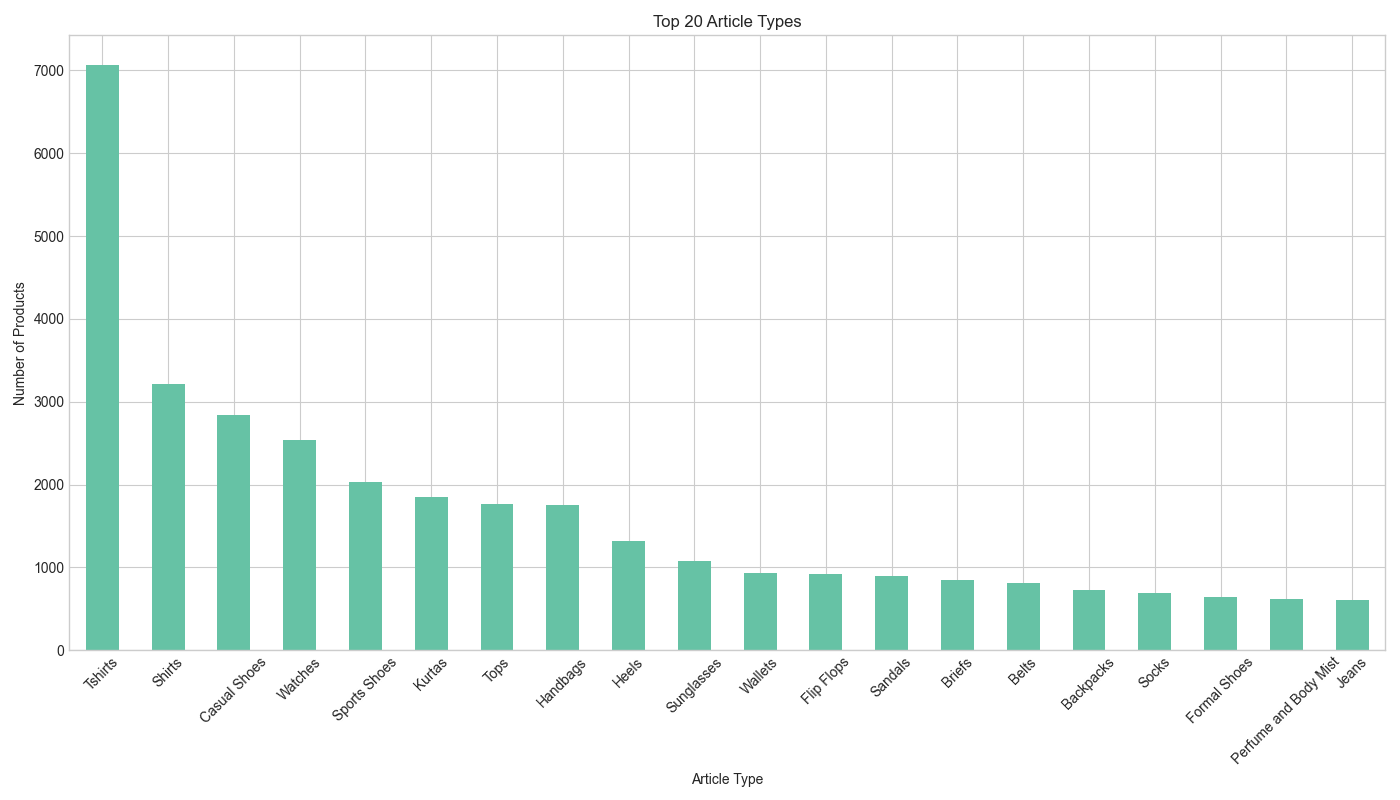 Top 20 Article Types
Number of Products
7000
6000
5000
4000
3000
2000
1000
0
Tshirts
Shirts
Casual Shoes
Watches
Sports Shoes
Kurtas
Tops
Handbags
Heels
Sunglasses
Wallets
Flip Flops
Sandals
Briefs
Belts
Backpacks
Socks
Formal Shoes
Perfume and Body Mist
Jeans
Article Type